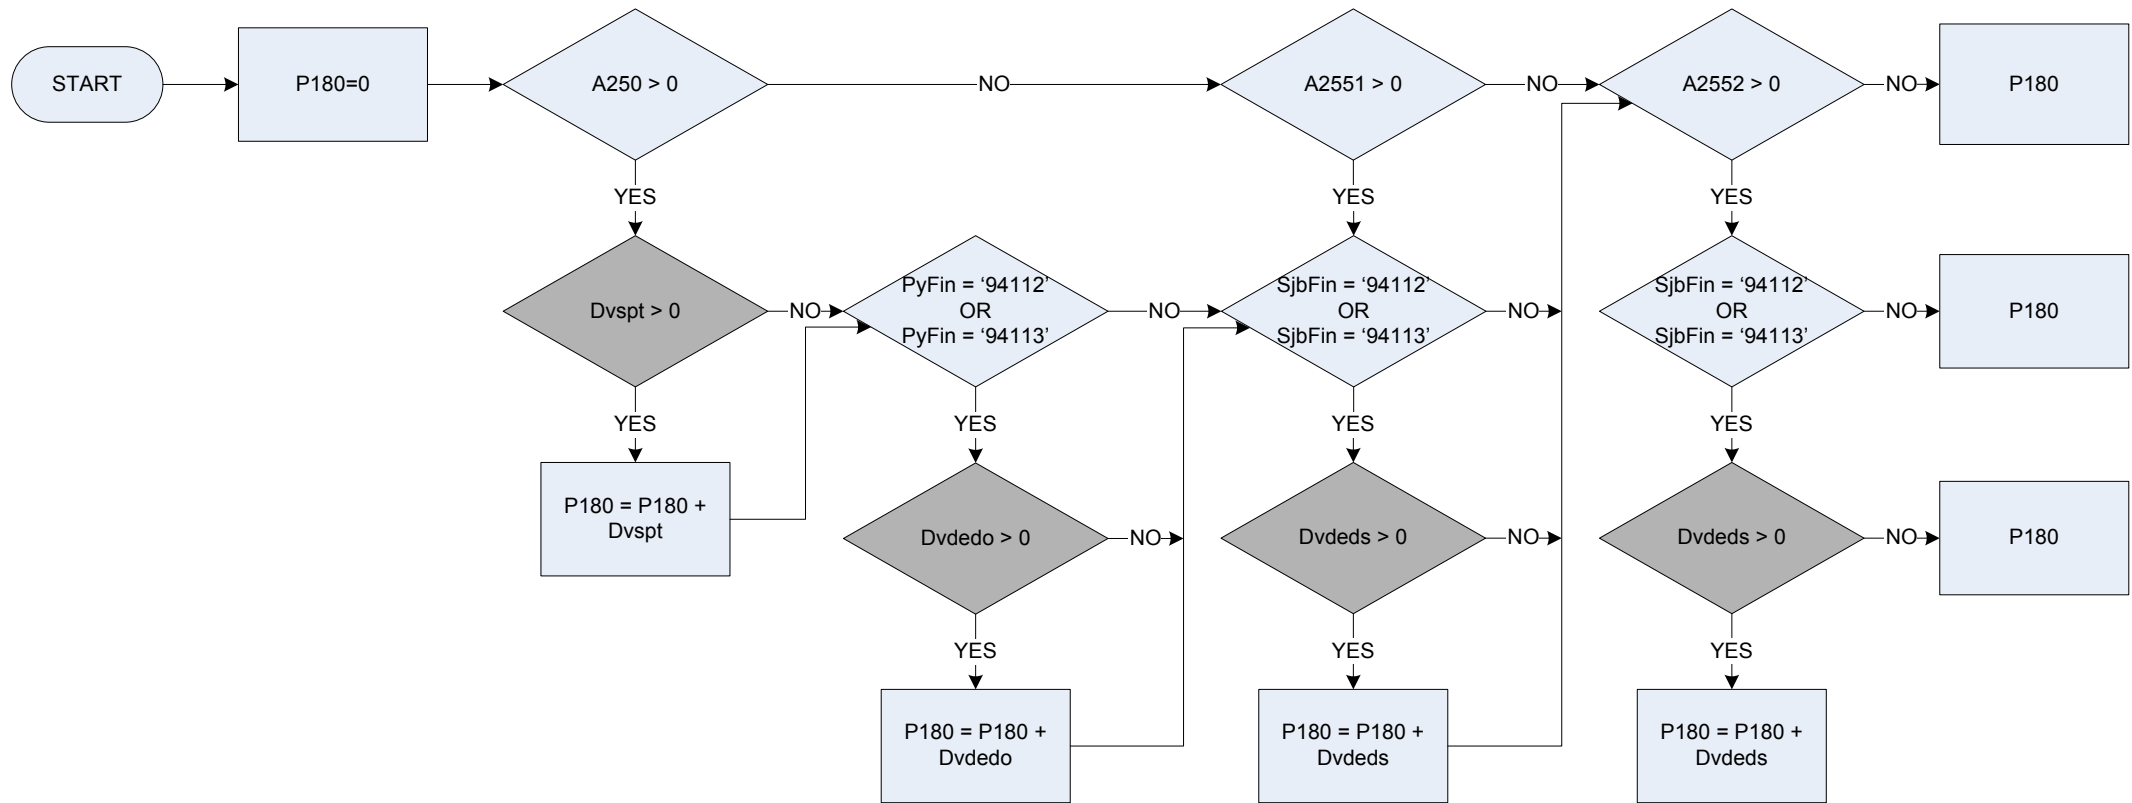 START
P180=0
A250 > 0
NO
A2551 > 0
NO
A2552 > 0
NO
P180
YES
YES
YES
Dvspt > 0
NO
PyFin = ‘94112’
OR
PyFin = ‘94113’
NO
SjbFin = ‘94112’
OR
SjbFin = ‘94113’
NO
SjbFin = ‘94112’
OR
SjbFin = ‘94113’
NO
P180
YES
YES
YES
YES
P180 = P180 +
Dvspt
Dvdedo > 0
NO
Dvdeds > 0
NO
Dvdeds > 0
NO
P180
YES
YES
YES
P180 = P180 +
Dvdedo
P180 = P180 +
Dvdeds
P180 = P180 +
Dvdeds